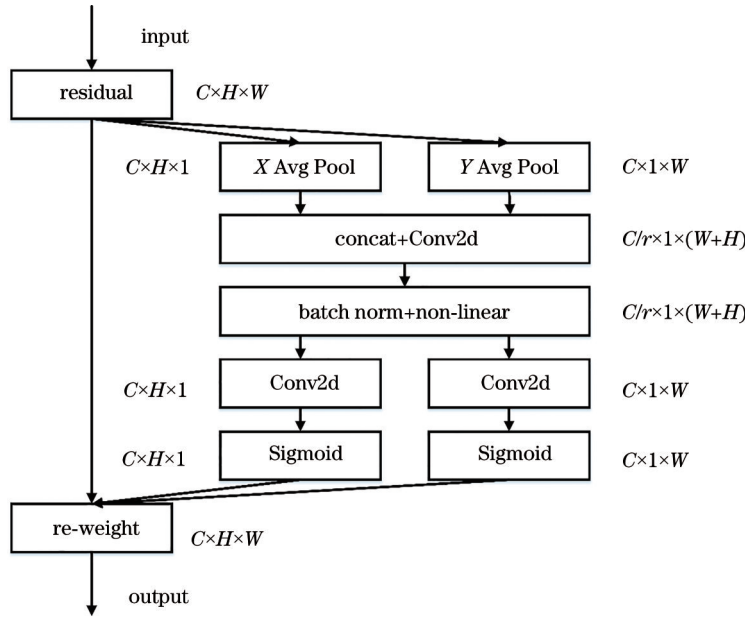 input
residual
C×H×W
C×H×1
X Avg Pool
Y Avg Pool
C×1×W
concat+Conv2d
C/r×1×(W+H)
batch norm+non-linear
C/r×1×(W+H)
C×H×1
Conv2d
Conv2d
C×1×W
C×H×1
Sigmoid
Sigmoid
C×1×W
re-weight
C×H×W
output